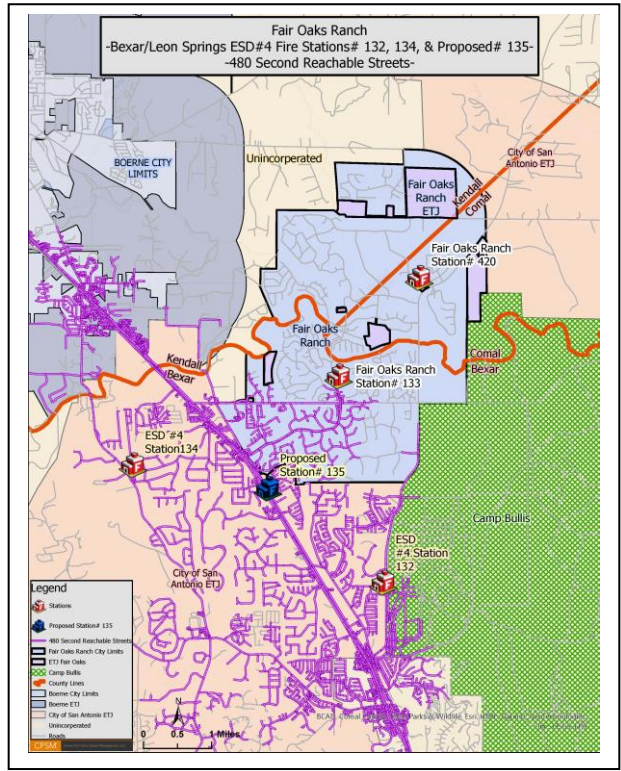 Fair Oaks Ranch
-Bexar/Leon Springs ESD#4 Fire Stations# 132, 134, & Proposed# 135-
-480 Second Reachable Streets-
BOERNE CITY
LIMITS
Unincorperated
City of San
Antonio ETJ
Fair Oaks
Ranch
ETJ
Kendall
Comal
Fair Oaks Ranch
Station# 420
Fair Oaks
Ranch
Kendall
Bexar
Comal
Bexar
Fair Oaks Ranch
Station# 133
ESD #4
Station134
Proposed
Station# 135
Camp Bullis
ESD
#4 Station
132
City of San
Antonio ETJ
Legend
Stations
Proposed Station# 135
480 Second Reachable Streets
Fair Oaks Ranch City Limits
ETJ Fair Oaks
Camp Bullis
County Lines
Boerne City Limits
Boerne ETJ
City of San Antonio ETJ
Unincorporated
Roads
CPSM
N
0 0.5 1 Miles